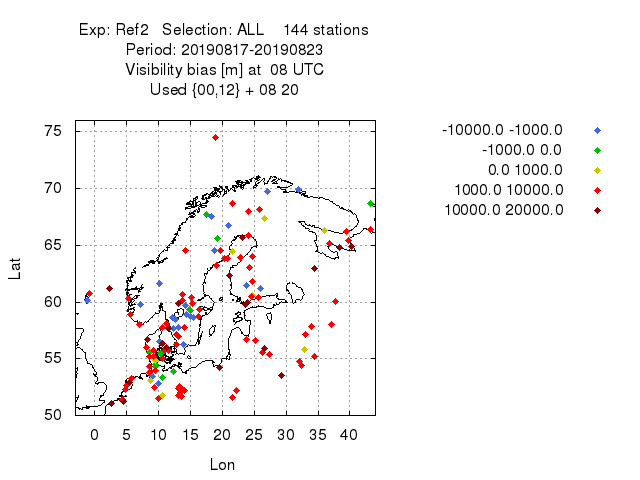 Exp: Ref2 Selection: ALL 144 stations
Period: 20190817-20190823
Visibility bias [m] at 08 UTC
Used {00,12} + 08 20
-10000.0 -1000.0
-1000.0 0.0
0.0 1000.0
1000.0 10000.0
10000.0 20000.0
75
70
65
60
55
50
Lat
0 5 10 15 20 25 30 35 40
Lon